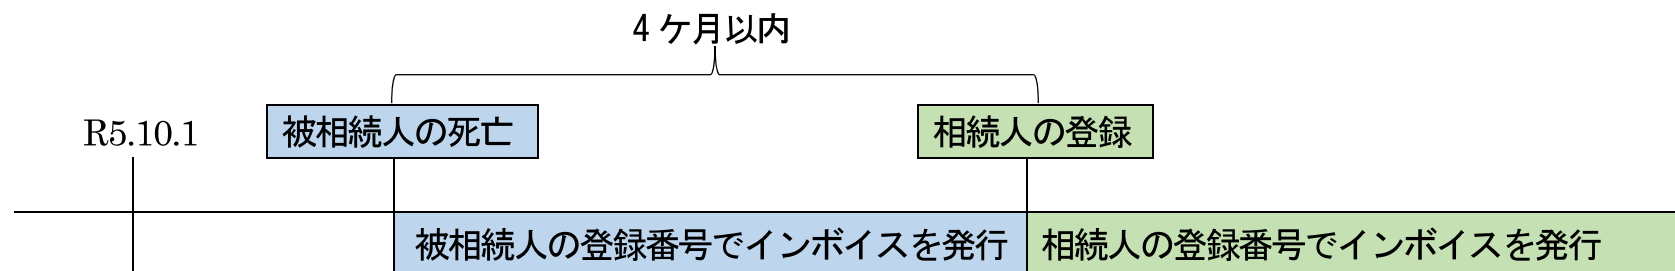 4 ケ月以内
R5.10.1
被相続人の死亡
相続人の登録
被相続人の登録番号でインボイスを発行
相続人の登録番号でインボイスを発行